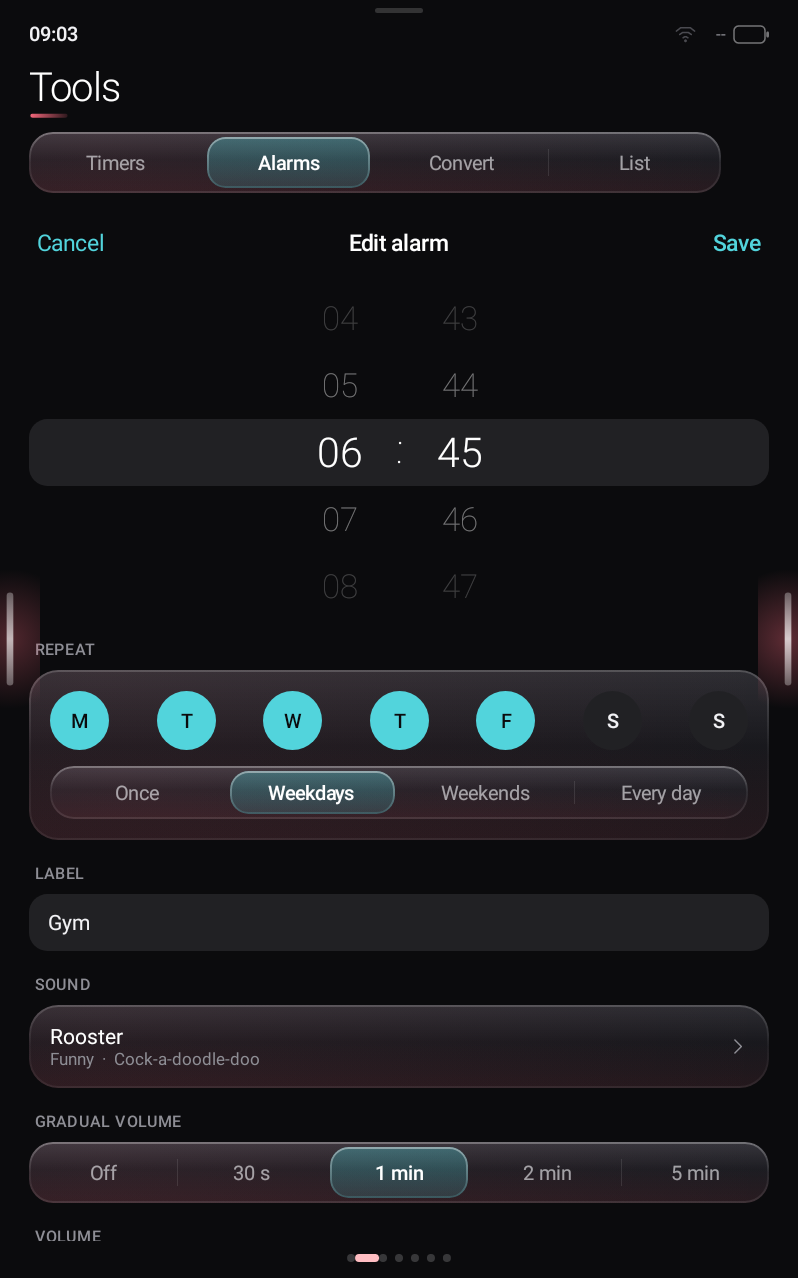 09:03
--
Tools
Timers Alarms Convert List
Cancel Edit alarm Save
04 43
05 44
06 : 45
07 46
08 47
REPEAT
M T W T F S S
Once Weekdays Weekends Every day
LABEL
Gym
SOUND
Rooster
Funny · Cock-a-doodle-doo
GRADUAL VOLUME
Off 30 s 1 min 2 min 5 min
VOLUME